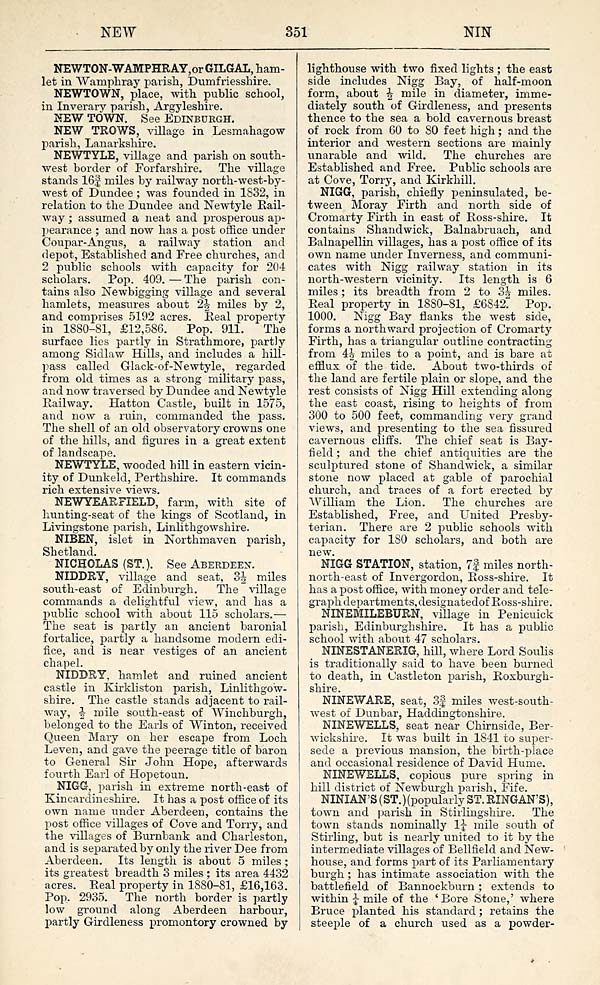 NEW 351 NIN
NEWTON-WAMPHRAY, or GILGAL, ham-
let in Wamphray parish, Dumfriesshire.
NEWTOWN, place, with public school,
in Inverary parish, Argyleshire.
NEW TOWN. See EDINBURGH.
NEW TROWS, village in Lesmahagow
parish, Lanarkshire.
NEWTYLE, village and parish on south-
west border of Forfarshire. The village
stands 16¾ miles by railway north-west-by-
west of Dundee; was founded in 1832, in
relation to the Dundee and Newtyle Rail-
way; assumed a neat and prosperous ap-
pearance; and now has a post office under
Coupar-Angus, a railway station and
depot, Established and Free churches, and
2 public schools with capacity for 204
scholars. Pop. 409. — The parish con-
tains also Newbigging village and several
hamlets, measures about 2½ miles by 2,
and comprises 5192 acres. Real property
in 1880-81, £12,586. Pop. 911. The
surface lies partly in Strathmore, partly
among Sidlaw Hills, and includes a hill-
pass called Glack-of-Newtyle, regarded
from old times as a strong military pass,
and now traversed by Dundee and Newtyle
Railway. Hatton Castle, built in 1575,
and now a ruin, commanded the pass.
The shell of an old observatory crowns one
of the hills, and figures in a great extent
of landscape.
NEWTYLE, wooded hill in eastern vicin-
ity of Dunkeld, Perthshire. It commands
rich extensive views.
NEWYEARFIELD, farm, with site of
hunting-seat of the kings of Scotland, in
Livingstone parish, Linlithgowshire.
NIBEN, islet in Northmaven parish,
Shetland.
NICHOLAS (ST.). See ABERDEEN.
NIDDRY, village and seat, 3½ miles
south-east of Edinburgh. The village
commands a delightful view, and has a
public school with about 115 scholars.—
The seat is partly an ancient baronial
fortalice, partly a handsome modern edi-
fice, and is near vestiges of an ancient
chapel.
NIDDRY, hamlet and ruined ancient
castle in Kirkliston parish, Linlithgow-
shire. The castle stands adjacent to rail-
way, ½ mile south-east of Winchburgh,
belonged to the Earls of Winton, received
Queen Mary on her escape from Loch
Leven, and gave the peerage title of baron
to General Sir John Hope, afterwards
fourth Earl of Hopetoun.
NIGG, parish in extreme north-east of
Kincardineshire. It has a post office of its
own name under Aberdeen, contains the
post office villages of Cove and Torry, and
the villages of Burnbank and Charleston,
and is separated by only the river Dee from
Aberdeen. Its length is about 5 miles;
its greatest breadth 3 miles; its area 4432
acres. Real property in 1880-81, £16,163.
Pop. 2935. The north border is partly
low ground along Aberdeen harbour,
partly Girdleness promontory crowned by
lighthouse with two fixed lights; the east
side includes Nigg Bay, of half-moon
form, about ½ mile in diameter, imme-
diately south of Girdleness, and presents
thence to the sea a bold cavernous breast
of rock from 60 to 80 feet high; and the
interior and western sections are mainly
unarable and wild. The churches are
Established and Free. Public schools are
at Cove, Torry, and Kirkhill.
NIGG, parish, chiefly peninsulated, be-
tween Moray Firth and north side of
Cromarty Firth in east of Ross-shire. It
contains Shandwick, Balnabruach, and
Balnapellin villages, has a post office of its
own name under Inverness, and communi-
cates with Nigg railway station in its
north-western vicinity. Its length is 6
miles; its breadth from 2 to 3½ miles.
Real property in 1880-81, £6842. Pop.
1000. Nigg Bay flanks the west side,
forms a northward projection of Cromarty
Firth, has a triangular outline contracting
from 4½ miles to a point, and is bare at
efflux of the tide. About two-thirds of
the land are fertile plain or slope, and the
rest consists of Nigg Hill extending along
the east coast, rising to heights of from
300 to 500 feet, commanding very grand
views, and presenting to the sea fissured
cavernous cliffs. The chief seat is Bay-
field; and the chief antiquities are the
sculptured stone of Shandwick, a similar
stone now placed at gable of parochial
church, and traces of a fort erected by
William the Lion. The churches are
Established, Free, and United Presby-
terian. There are 2 public schools with
capacity for 180 scholars, and both are
new.
NIGG STATION, station, 7¾ miles north-
north-east of Invergordon, Ross-shire. It
has a post office, with money order and tele-
graph departments, designated of Ross-shire.
NINEMILEBURN, village in Penicuick
parish, Edinburghshire. It has a public
school with about 47 scholars.
NINESTANERIG, hill, where Lord Soulis
is traditionally said to have been burned
to death, in Castleton parish, Roxburgh-
shire.
NINEWARE, seat, 3¾ miles west-south-
west of Dunbar, Haddingtonshire.
NINEWELLS, seat near Chirnside, Ber-
wickshire. It was built in 1841 to super-
sede a previous mansion, the birth-place
and occasional residence of David Hume.
NINEWELLS, copious pure spring in
hill district of Newburgh parish, Fife.
NINIAN'S (ST.) (popularly ST. RINGAN'S),
town and parish in Stirlingshire. The
town stands nominally 1¼ mile south of
Stirling, but is nearly united to it by the
intermediate villages of Bellfield and New-
house, and forms part of its Parliamentary
burgh; has intimate association with the
battlefield of Bannockburn; extends to
within ¼ mile of the 'Bore Stone,' where
Bruce planted his standard; retains the
steeple of a church used as a powder-